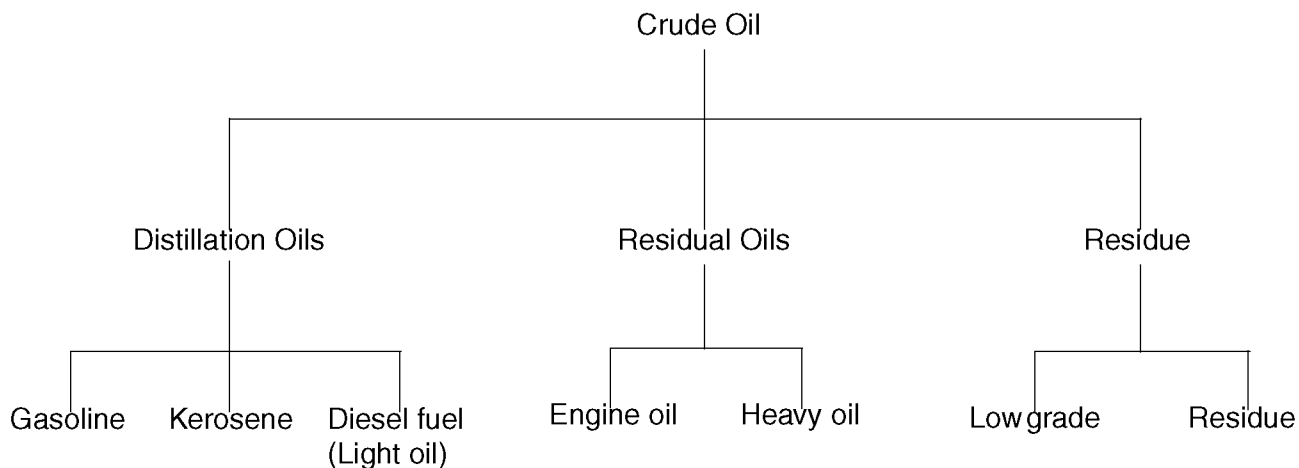 Crude Oil
Distillation Oils
Residual Oils
Residue
Gasoline
Kerosene
Diesel fuel
(Light oil)
Engine oil
Heavy oil
Low grade
Residue